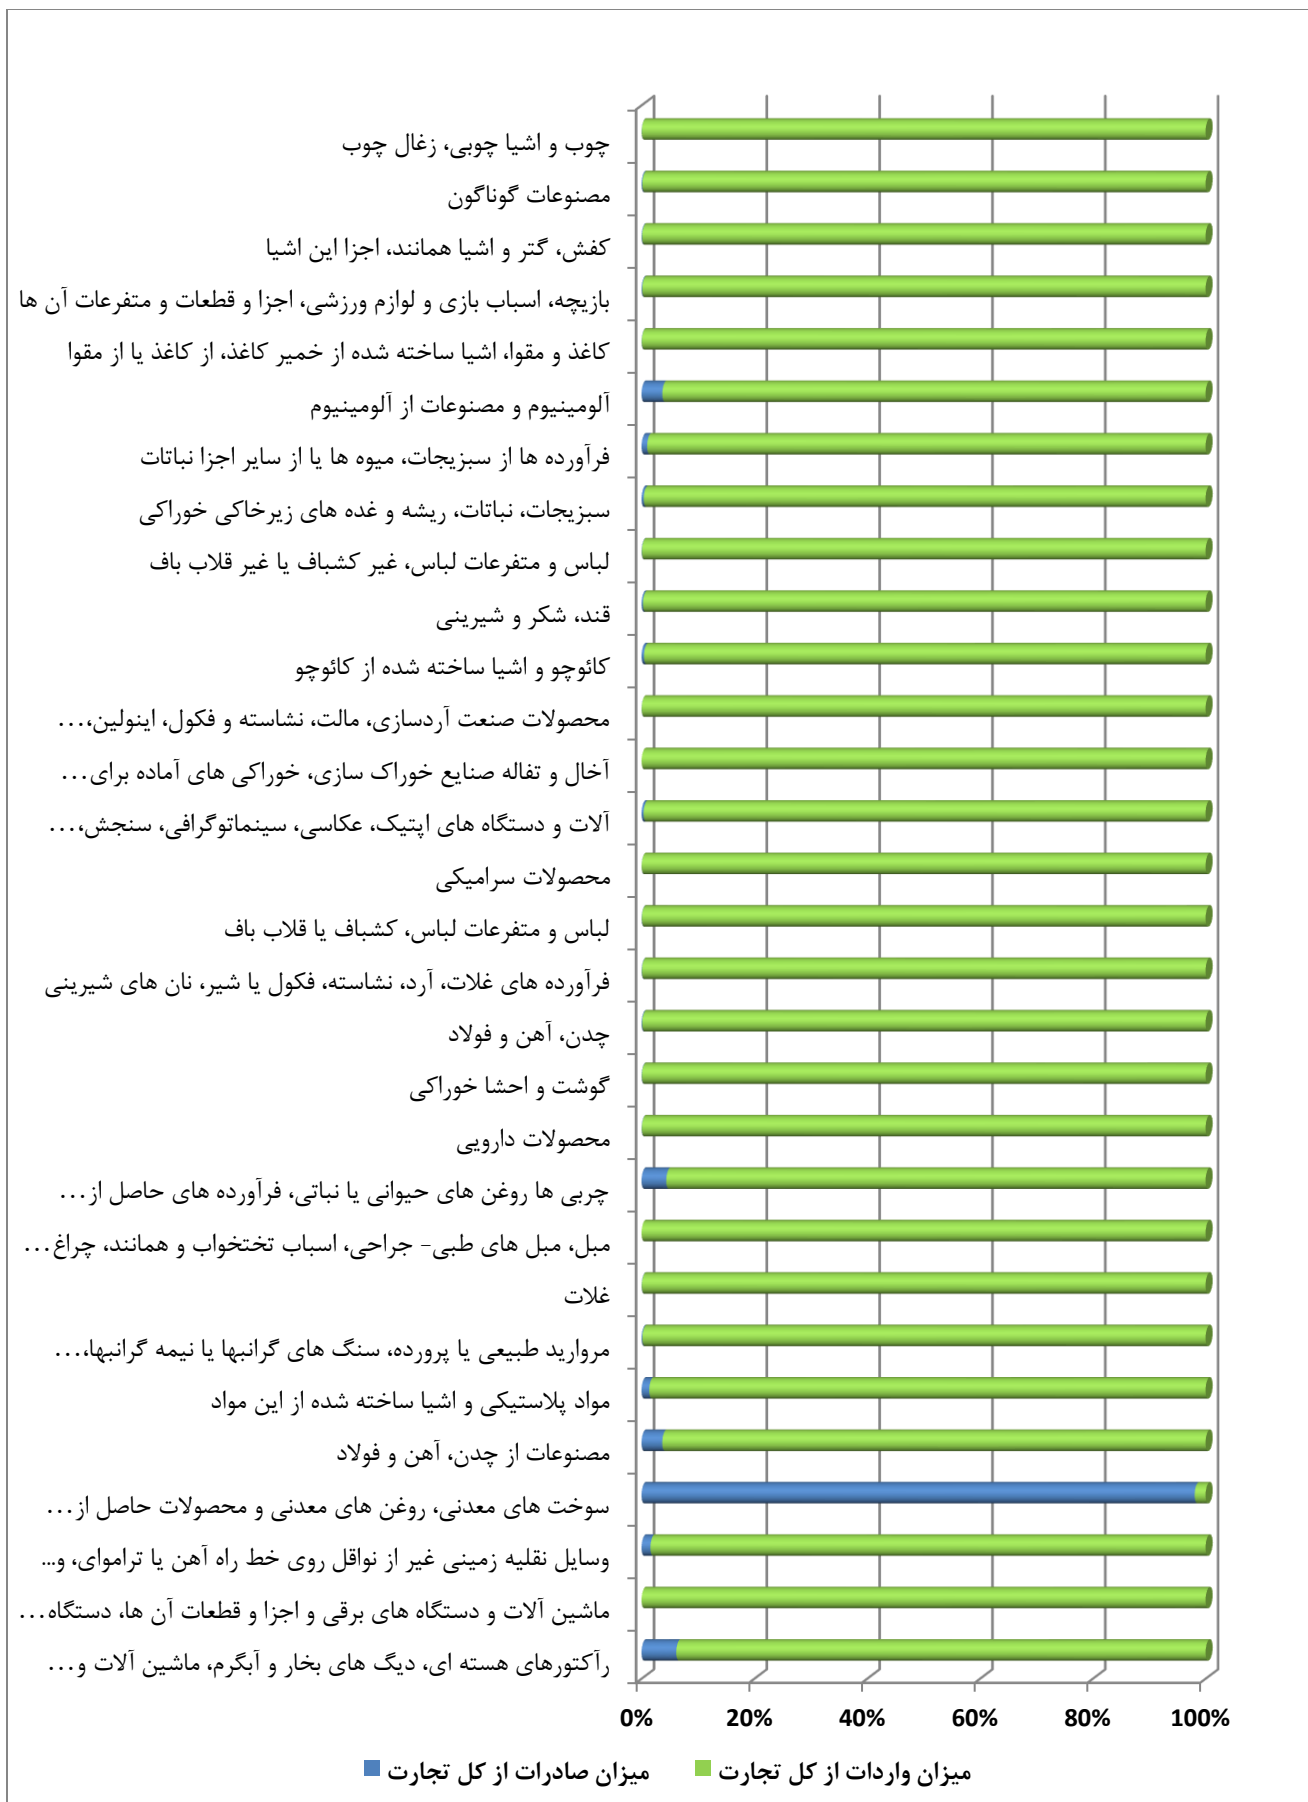 چوب و اشیا چوبی، زغال چوب
مصنوعات گوناگون
کفش، گتر و اشیا همانند، اجزا این اشیا
بازیچه، اسباب بازی و لوازم ورزشی، اجزا و قطعات و متفرعات آن ها
کاغذ و مقوا، اشیا ساخته شده از خمیر کاغذ، از کاغذ یا از مقوا
آلومینیوم و مصنوعات از آلومینیوم
فرآورده ها از سبزیجات، میوه ها یا از سایر اجزا نباتات
سبزیجات، نباتات، ریشه و غده های زیرخاکی خوراکی
لباس و متفرعات لباس، غیر کشباف یا غیر قلاب باف
قند، شکر و شیرینی
کائوچو و اشیا ساخته شده از کائوچو
محصولات صنعت آردسازی، مالت، نشاسته و فکول، اینولین،...
آخال و تفاله صنایع خوراک سازی، خوراکی های آماده برای...
آلات و دستگاه های اپتیک، عکاسی، سینماتوگرافی، سنجش،...
محصولات سرامیکی
لباس و متفرعات لباس، کشباف یا قلاب باف
فرآورده های غلات، آرد، نشاسته، فکول یا شیر، نان های شیرینی
چدن، آهن و فولاد
گوشت و احشا خوراکی
محصولات دارویی
چربی ها روغن های حیوانی یا نباتی، فرآورده های حاصل از...
مبل، مبل های طبی- جراحی، اسباب تختخواب و همانند، چراغ...
غلات
مروارید طبیعی یا پرورده، سنگ های گرانبها یا نیمه گرانبها،...
مواد پلاستیکی و اشیا ساخته شده از این مواد
مصنوعات از چدن، آهن و فولاد
سوخت های معدنی، روغن های معدنی و محصولات حاصل از...
وسایل نقلیه زمینی غیر از نواقل روی خط راه آهن یا تراموای، و...
ماشین آلات و دستگاه های برقی و اجزا و قطعات آن ها، دستگاه...
رآکتورهای هسته ای، دیگ های بخار و آبگرم، ماشین آلات و...
0% 20% 40% 60% 80% 100%
میزان واردات از کل تجارت میزان صادرات از کل تجارت